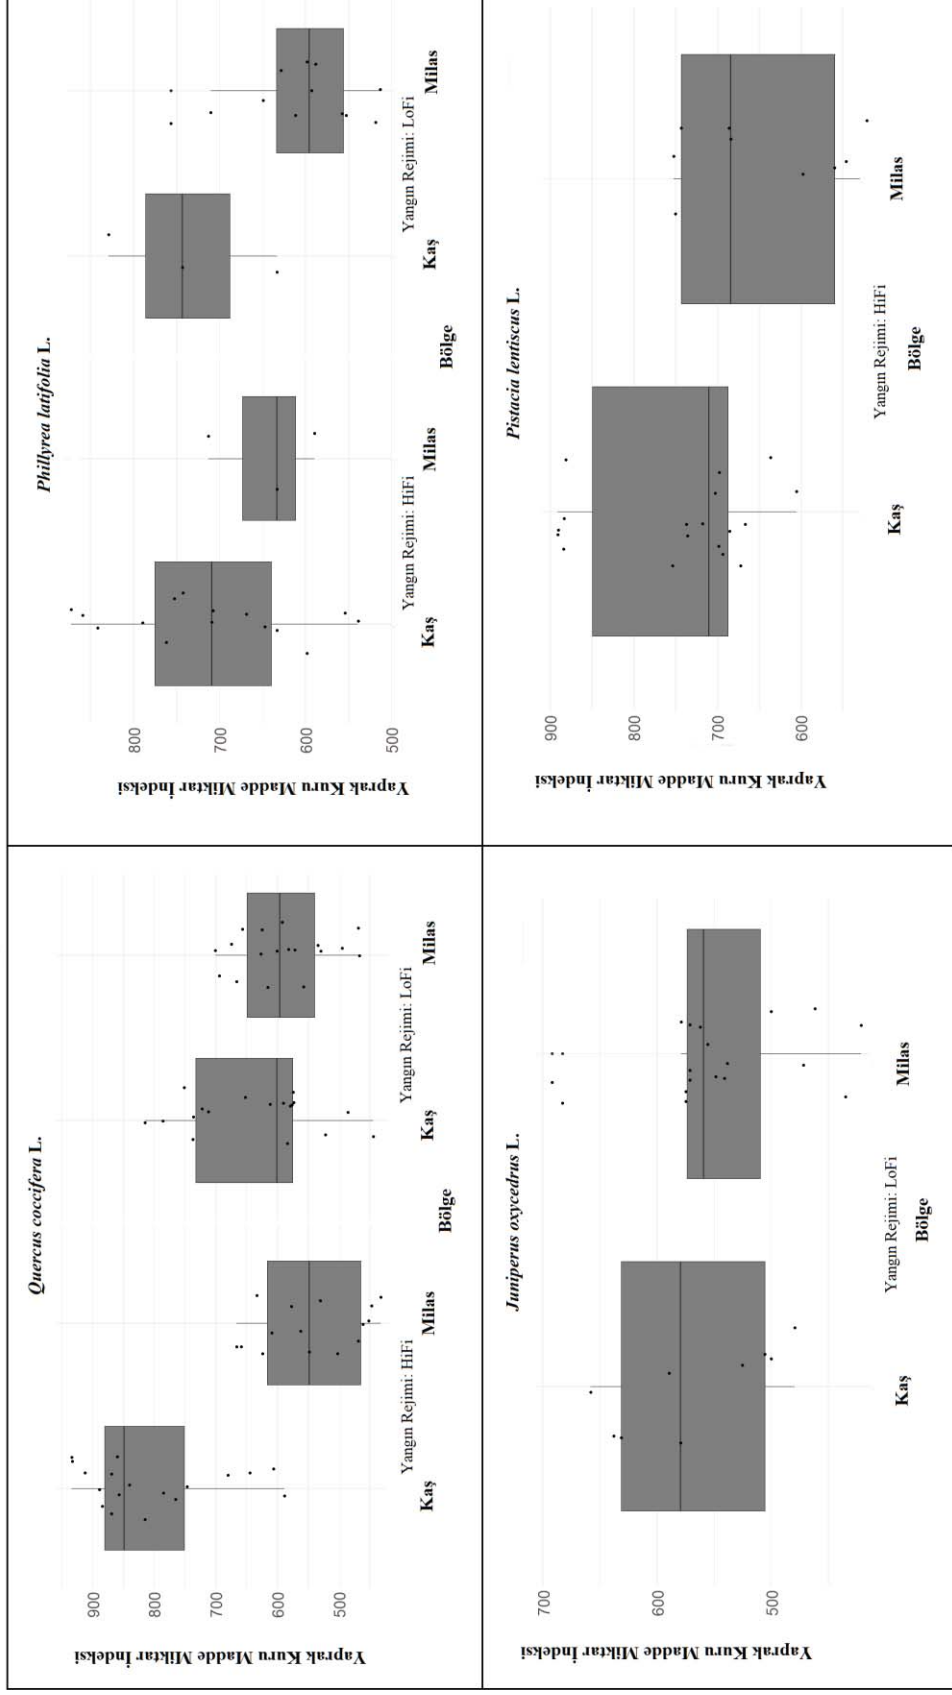 Quercus coccifera L.
Yaprak Kuru Madde Miktar İndeksi
900
800
700
600
500
Kaş
Milas
Kaş
Milas
Yangın Rejimi: HiFi
Yangın Rejimi: LoFi
Bölge
Phillyrea latifolia L.
Yaprak Kuru Madde Miktar İndeksi
800
700
600
500
Kaş
Milas
Kaş
Milas
Yangın Rejimi: HiFi
Yangın Rejimi: LoFi
Bölge
Juniperus oxycedrus L.
Yaprak Kuru Madde Miktar İndeksi
700
600
500
Kaş
Milas
Yangın Rejimi: LoFi
Bölge
Pistacia lentiscus L.
Yaprak Kuru Madde Miktar İndeksi
900
800
700
600
Kaş
Milas
Yangın Rejimi: HiFi
Bölge